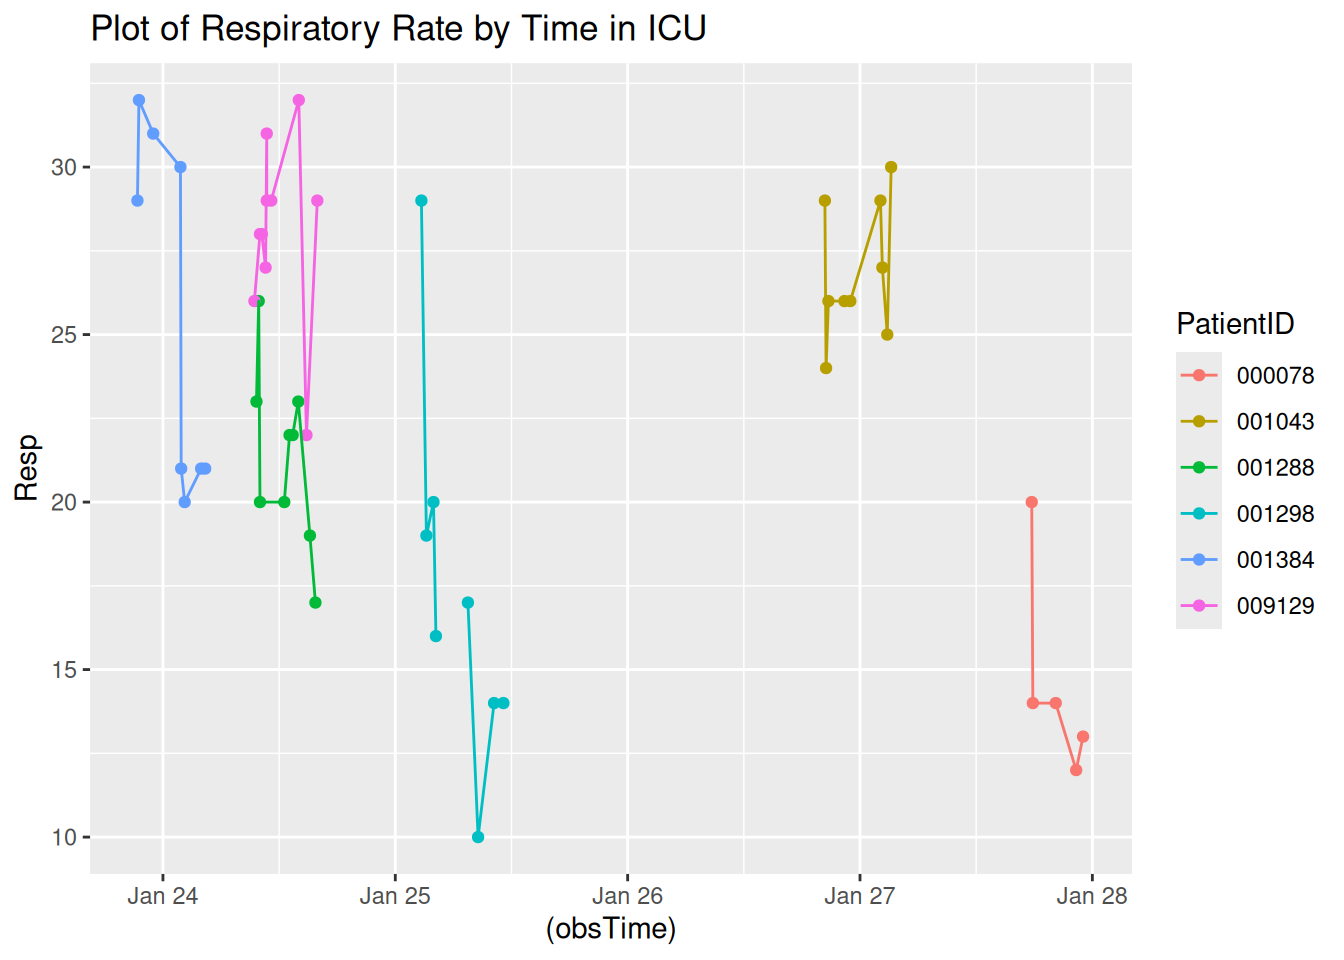 Plot of Respiratory Rate by Time in ICU
Resp
30
25
20
15
10
Jan 24 Jan 25 Jan 26 Jan 27 Jan 28
(obsTime)
PatientID
000078
001043
001288
001298
001384
009129